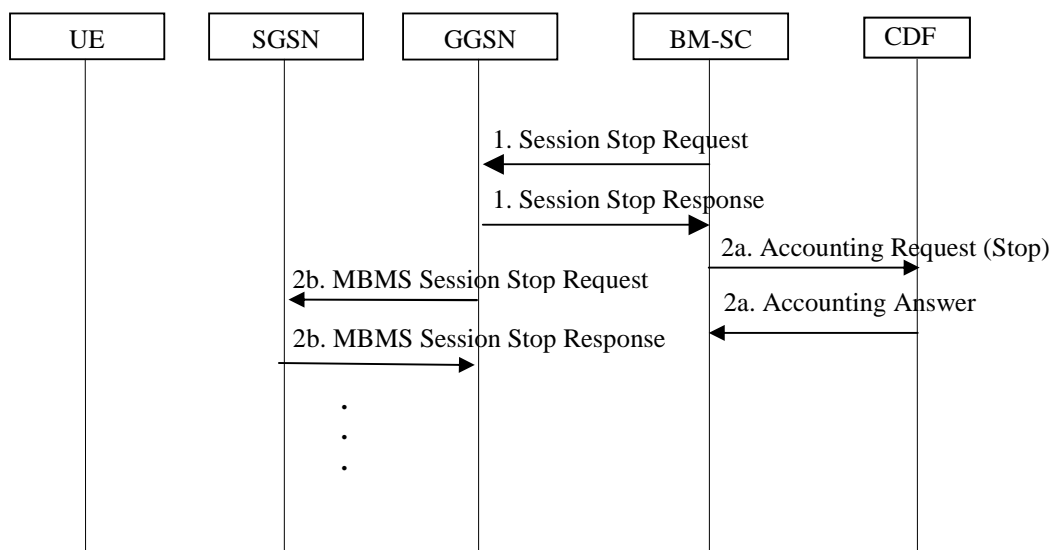 UE
SGSN
GGSN
BM-SC
CDF
1. Session Stop Request
1. Session Stop Response
2a. Accounting Request (Stop)
2b. MBMS Session Stop Request
2a. Accounting Answer
2b. MBMS Session Stop Response
.
.
.